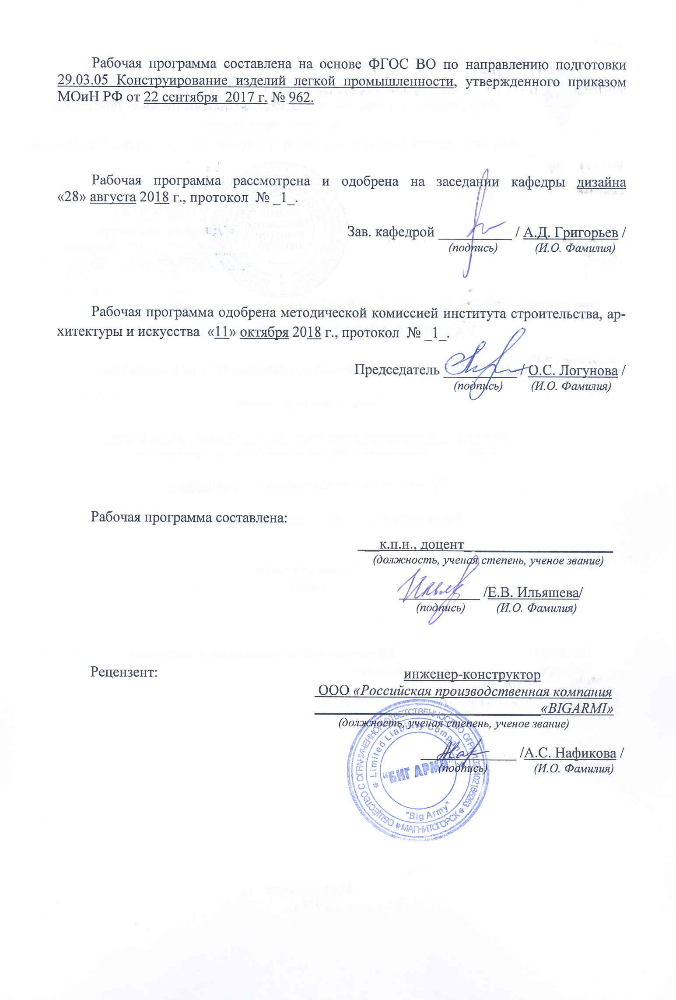 Рабочая программа составлена на основе ФГОС ВО по направлению подготовки
29.03.05 Конструирование изделий легкой промышленности, утвержденного приказом
МОиН РФ от 22 сентября 2017 г. № 962.
Рабочая программа рассмотрена и одобрена на заседании кафедры дизайна
«28» августа 2018 г., протокол № _1_.
Зав. кафедрой __________ / А.Д. Григорьев /
(подпись) (И.О. Фамилия)
Рабочая программа одобрена методической комиссией института строительства, ар-
хитектуры и искусства «11» октября 2018 г., протокол № _1_.
Председатель __________ / О.С. Логунова /
(подпись) (И.О. Фамилия)
Рабочая программа составлена:
___к.п.н., доцент____________________
(должность, ученая степень, ученое звание)
___________ /Е.В. Ильяшева/
(подпись) (И.О. Фамилия)
Рецензент:
инженер-конструктор
ООО «Российская производственная компания
«BIGARMI»
(должность, ученая степень, ученое звание)
_____________ /А.С. Нафикова /
(подпись) (И.О. Фамилия)
ОБЩЕСТВО С ОГРАНИЧЕННОЙ ОТВЕТСТВЕННОСТЬЮ ОГРН * МАГНИТОГОРСК *
* Limited Liability Company *
"БИГ АРМИ"
"Big Army"